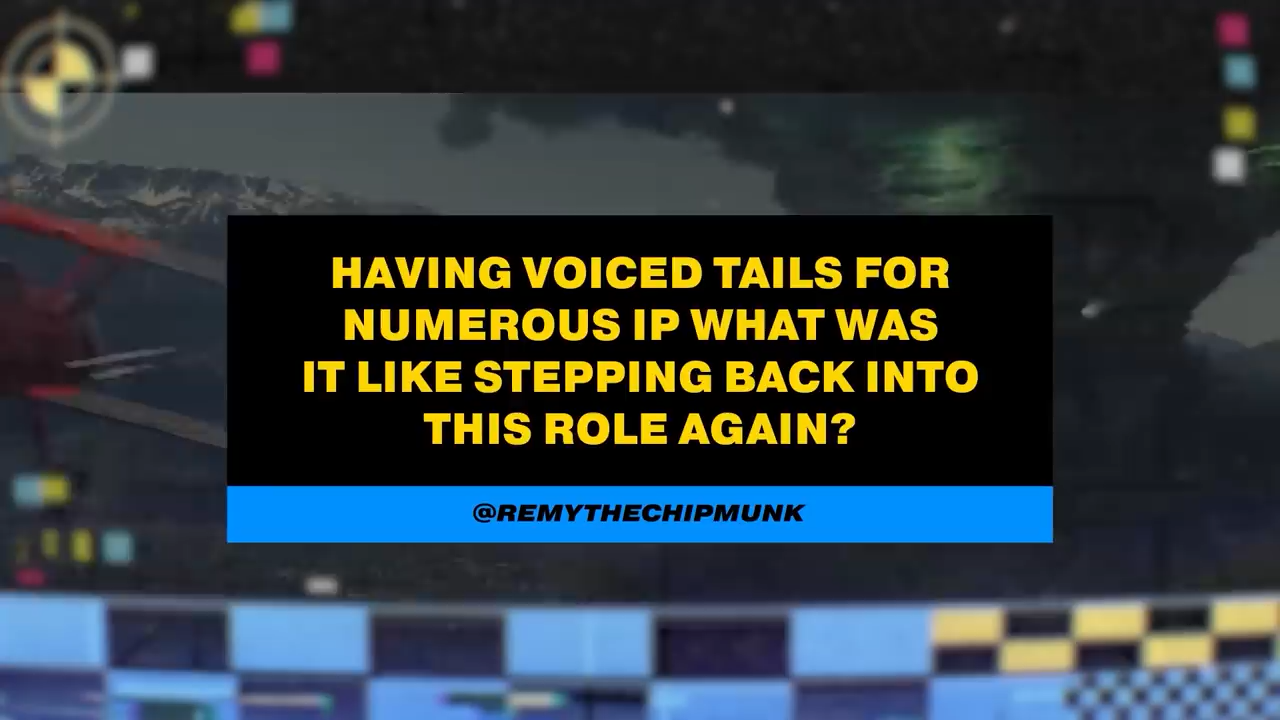 HAVING VOICED TAILS FOR
NUMEROUS IP WHAT WAS
IT LIKE STEPPING BACK INTO
THIS ROLE AGAIN?
@REMYTHECHIPMUNK